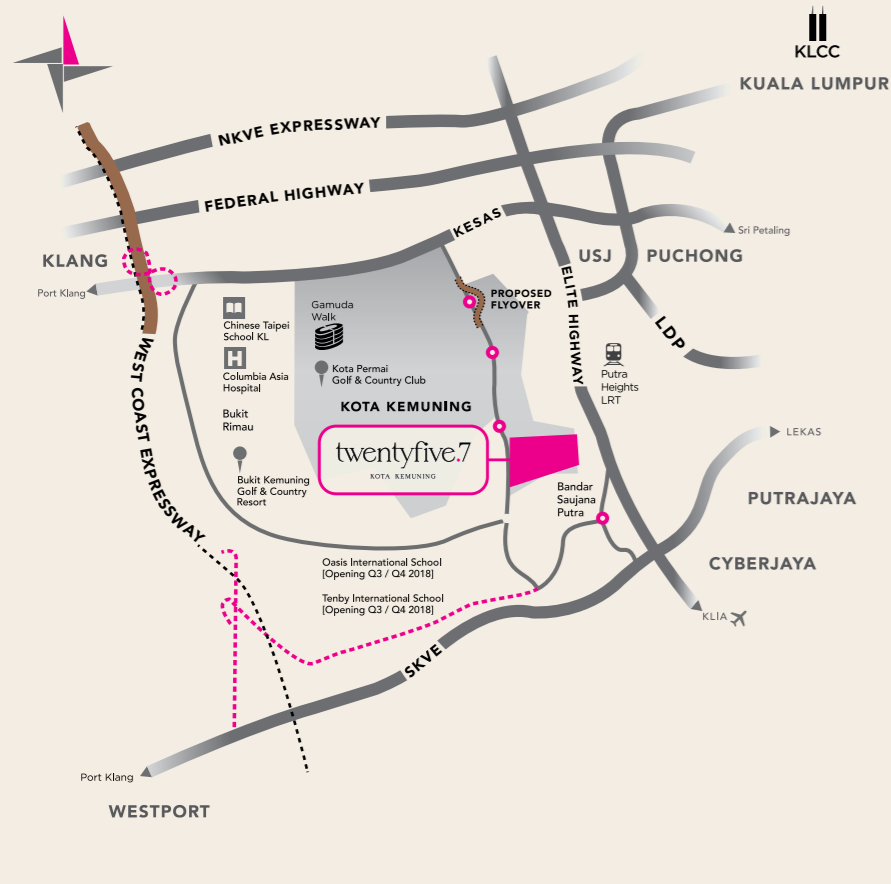 KLCC
KUALA LUMPUR
NKVE EXPRESSWAY
FEDERAL HIGHWAY
KESAS
Sri Petaling
KLANG
USJ
PUCHONG
Port Klang
ELITE HIGHWAY
PROPOSED
FLYOVER
LDP
Chinese Taipei
School KL
Gamuda
Walk
H
Columbia Asia
Hospital
Kota Permai
Golf & Country Club
Putra
Heights
LRT
WEST COAST EXPRESSWAY
Bukit
Rimau
KOTA KEMUNING
LEKAS
twentyfive.7
KOTA KEMUNING
Bukit Kemuning
Golf & Country
Resort
Bandar
Saujana
Putra
PUTRAJAYA
CYBERJAYA
Oasis International School
[Opening Q3 / Q4 2018]
Tenby International School
[Opening Q3 / Q4 2018]
KLIA
SKVE
Port Klang
WESTPORT